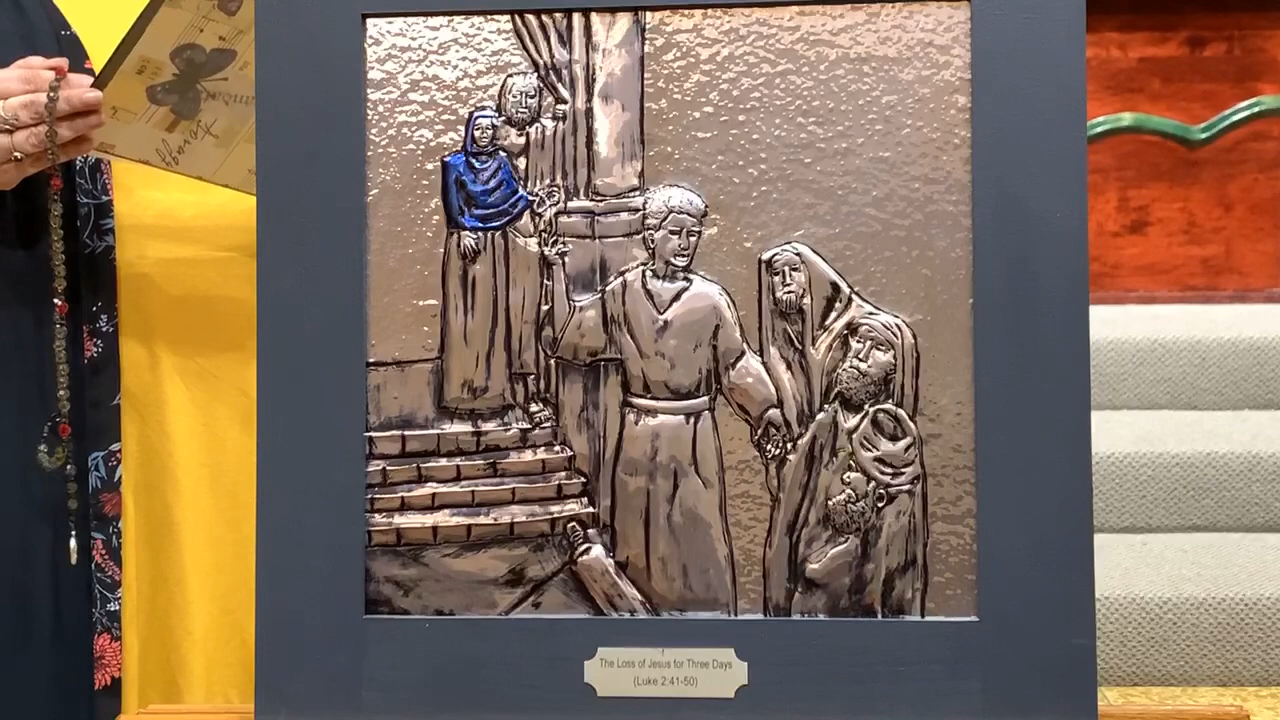 The Loss of Jesus for Three Days
(Luke 2:41-50)